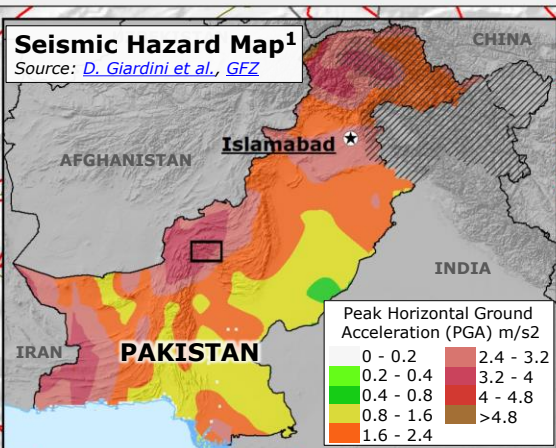 Seismic Hazard Map1
Source: D. Giardini et al., GFZ
CHINA
Islamabad
AFGHANISTAN
INDIA
IRAN
PAKISTAN
Peak Horizontal Ground
Acceleration (PGA) m/s2
0 - 0.2
0.2 - 0.4
0.4 - 0.8
0.8 - 1.6
1.6 - 2.4
2.4 - 3.2
3.2 - 4
4 - 4.8
>4.8